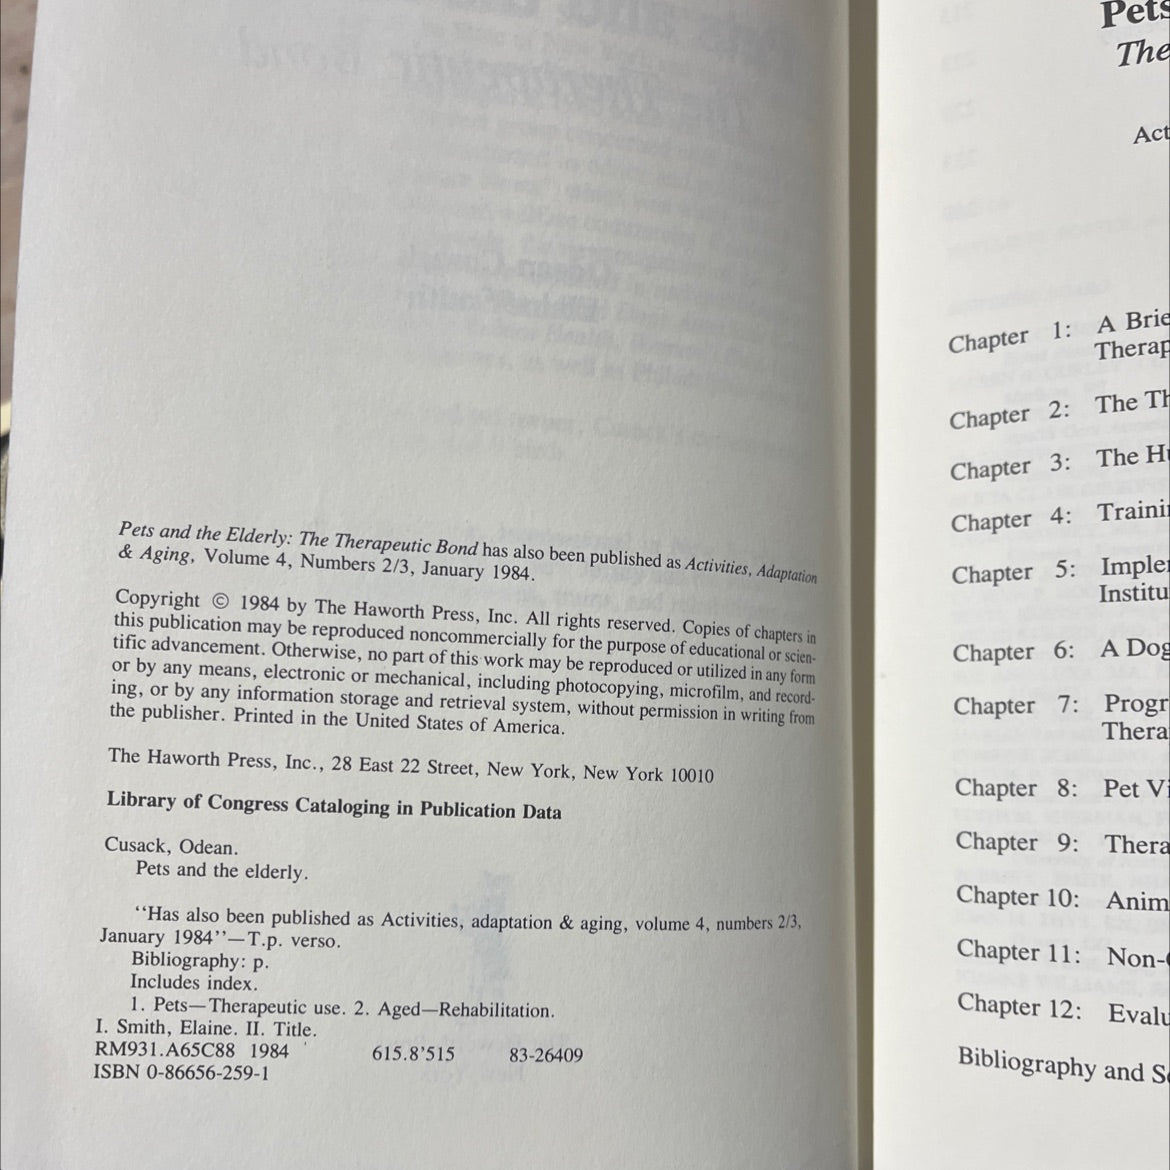 Pets and the Elderly: The Therapeutic Bond has also been published as Activities, Adaptation
& Aging, Volume 4, Numbers 2/3, January 1984.
Copyright © 1984 by The Haworth Press, Inc. All rights reserved. Copies of chapters in
this publication may be reproduced noncommercially for the purpose of educational or scien-
tific advancement. Otherwise, no part of this work may be reproduced or utilized in any form
or by any means, electronic or mechanical, including photocopying, microfilm, and record-
ing, or by any information storage and retrieval system, without permission in writing from
the publisher. Printed in the United States of America.
The Haworth Press, Inc., 28 East 22 Street, New York, New York 10010
Library of Congress Cataloging in Publication Data
Cusack, Odean.
Pets and the elderly.
‘‘Has also been published as Activities, adaptation & aging, volume 4, numbers 2/3,
January 1984’’—T.p. verso.
Bibliography: p.
Includes index.
1. Pets—Therapeutic use. 2. Aged—Rehabilitation.
I. Smith, Elaine. II. Title.
RM931.A65C88 1984 615.8’515 83-26409
ISBN 0-86656-259-1
Pets
The
Act
Chapter 1: A Brie
Therap
Chapter 2: The Th
Chapter 3: The Hu
Chapter 4: Traini
Chapter 5: Imple
Institu
Chapter 6: A Dog
Chapter 7: Progr
Thera
Chapter 8: Pet Vi
Chapter 9: Thera
Chapter 10: Anim
Chapter 11: Non-
Chapter 12: Evalu
Bibliography and S